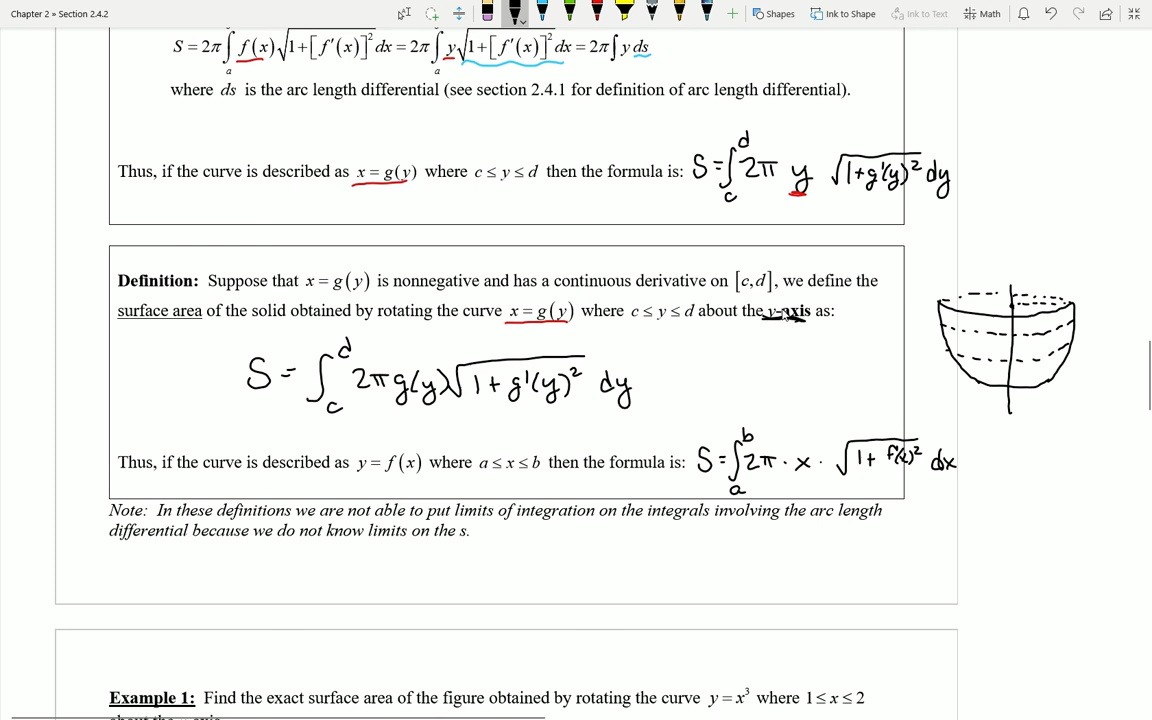 Chapter 2 » Section 2.4.2
Shapes
Ink to Shape
Ink to Text
Math
S = 2π ∫ₐ f(x)√1+[f′(x)]² dx = 2π ∫ₐ y√1+[f′(x)]² dx = 2π ∫ y ds
where ds is the arc length differential (see section 2.4.1 for definition of arc length differential).
Thus, if the curve is described as x = g(y) where c ≤ y ≤ d then the formula is: S = ∫_c^d 2π y √1+g'(y)² dy
Definition: Suppose that x = g(y) is nonnegative and has a continuous derivative on [c,d], we define the
surface area of the solid obtained by rotating the curve x = g(y) where c ≤ y ≤ d about the y-axis as:
S = ∫_c^d 2π g(y) √1 + g'(y)² dy
Thus, if the curve is described as y = f(x) where a ≤ x ≤ b then the formula is: S = ∫_a^b 2π · x · √1 + f'(x)² dx
Note: In these definitions we are not able to put limits of integration on the integrals involving the arc length
differential because we do not know limits on the s.
Example 1: Find the exact surface area of the figure obtained by rotating the curve y = x³ where 1 ≤ x ≤ 2